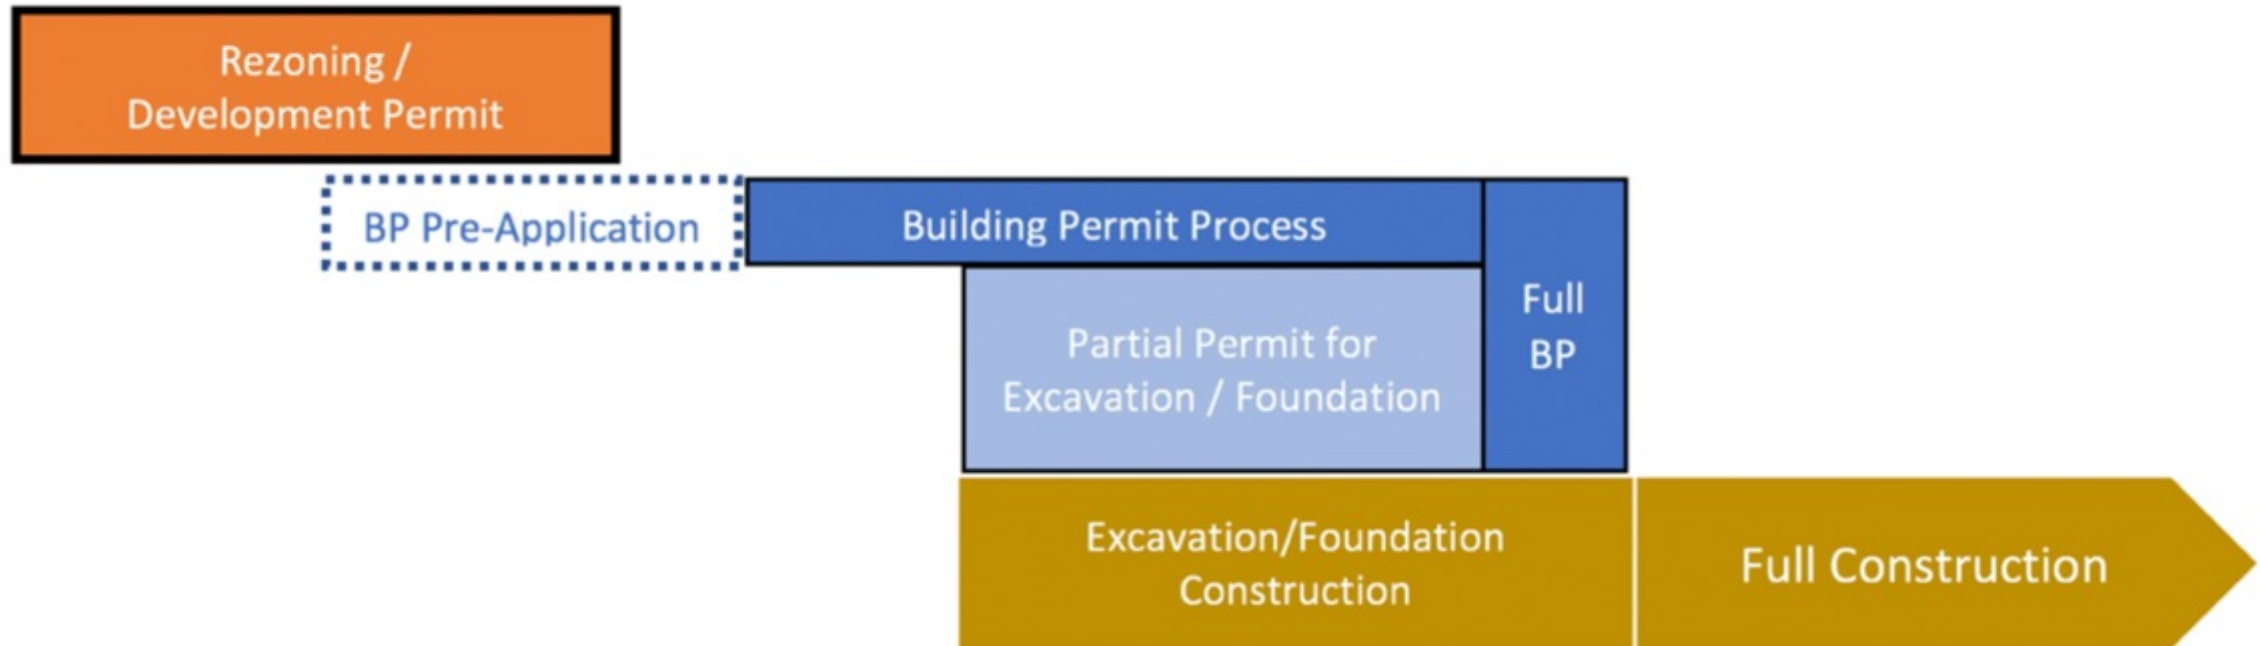 Rezoning /
Development Permit
BP Pre-Application
Building Permit Process
Full
BP
Partial Permit for
Excavation / Foundation
Excavation/Foundation
Construction
Full Construction